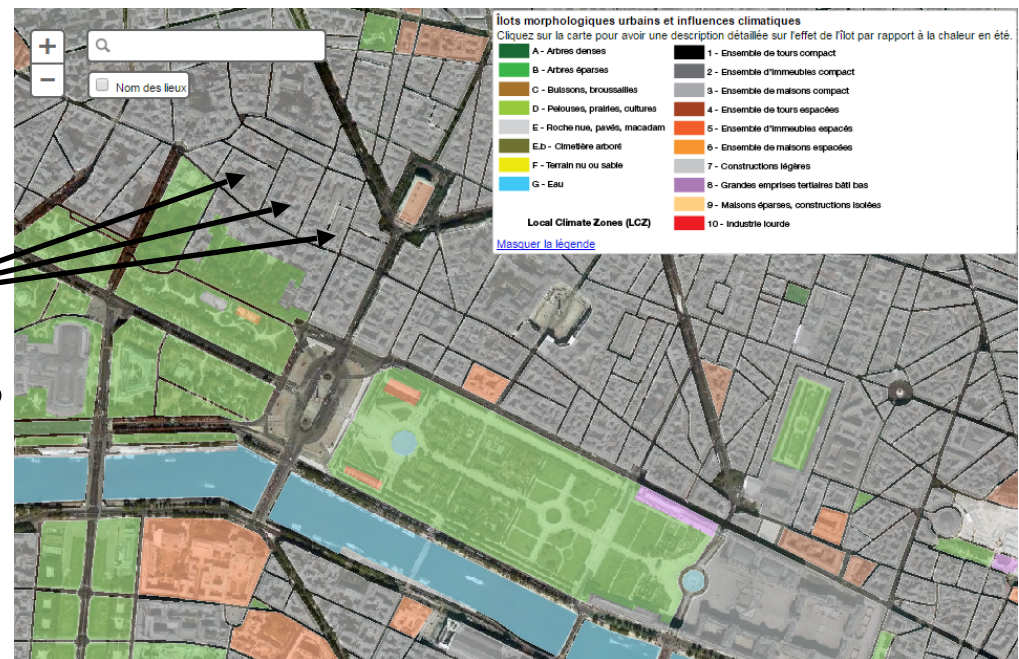 Îlots morphologiques urbains et influences climatiques
Cliquez sur la carte pour avoir une description détaillée sur l'effet de l'îlot par rapport à la chaleur en été.
A - Arbres denses
B - Arbres éparses
C - Buissons, broussailles
D - Pelouses, prairies, cultures
E - Roche nue, pavés, macadam
E.b - Cimetière arboré
F - Terrain nu ou sable
G - Eau
Local Climate Zones (LCZ)
1 - Ensemble de tours compact
2 - Ensemble d'immeubles compact
3 - Ensemble de maisons compact
4 - Ensemble de tours espacées
5 - Ensemble d'immeubles espacés
6 - Ensemble de maisons espacées
7 - Constructions légères
8 - Grandes emprises tertiaires bâti bas
9 - Maisons éparses, constructions isolées
10 - Industrie lourde
Masquer la légende
+
−
Nom des lieux